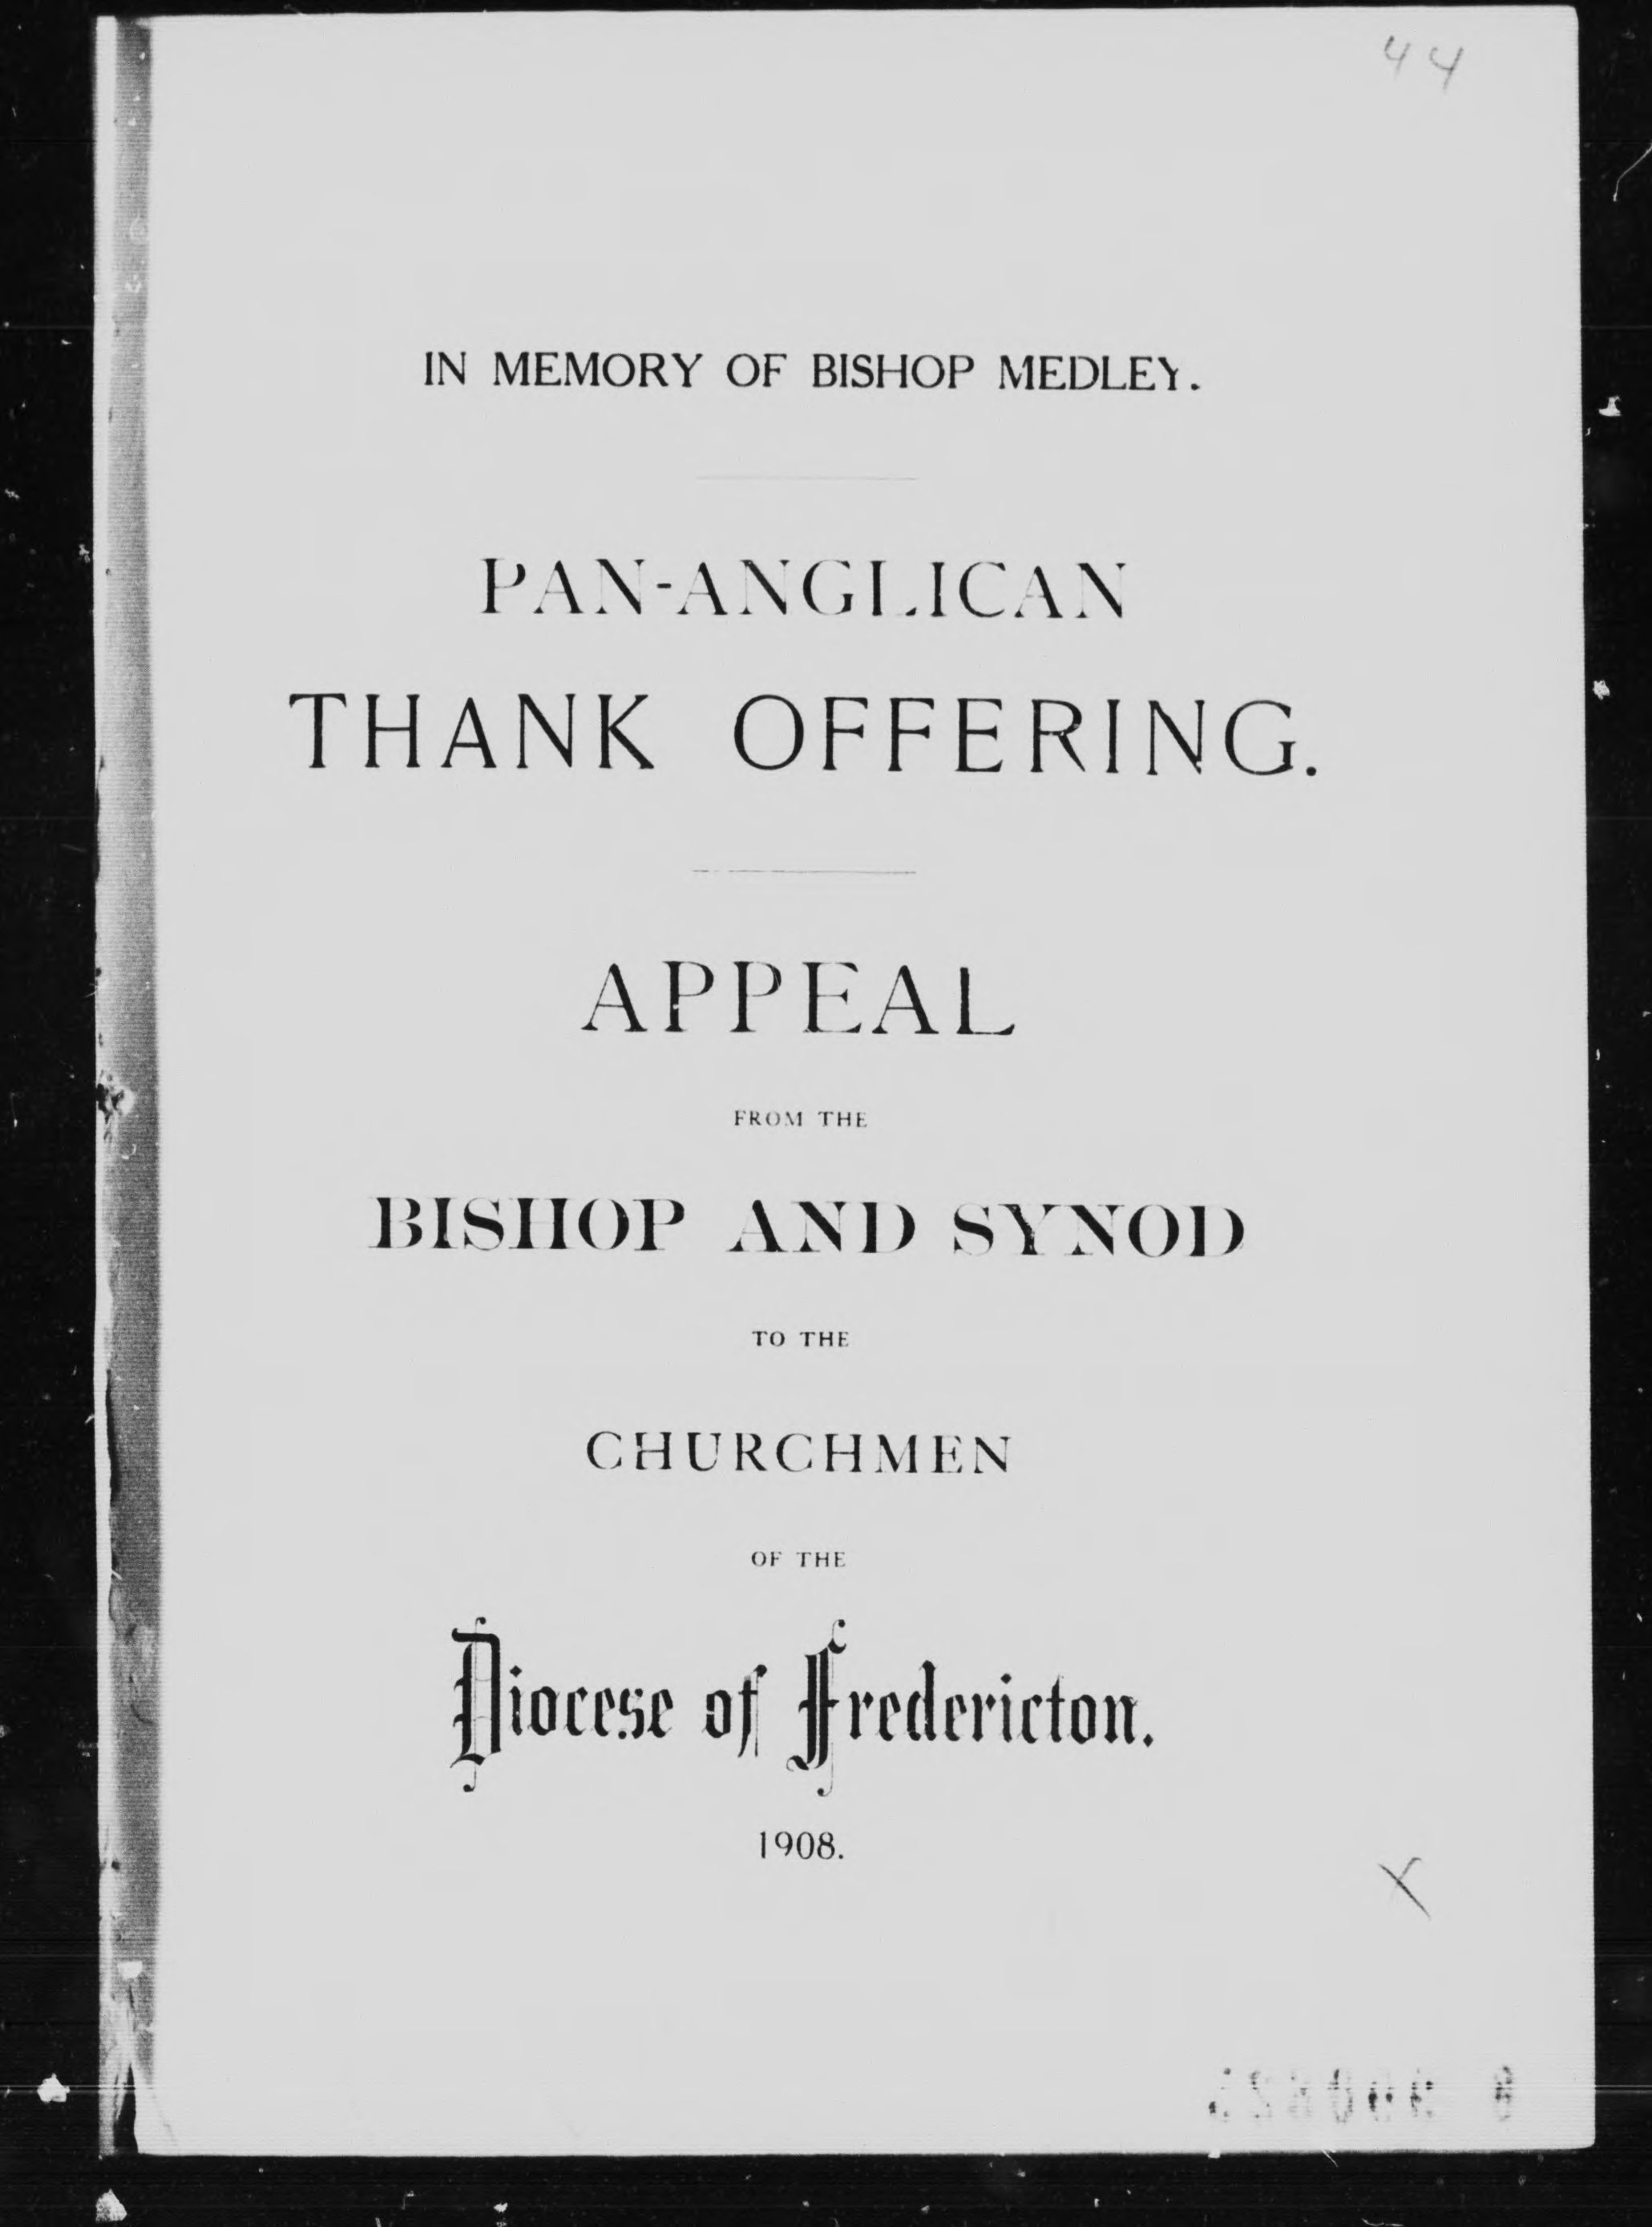 44
IN MEMORY OF BISHOP MEDLEY.
PAN-ANGLICAN
THANK OFFERING.
APPEAL
FROM THE
BISHOP AND SYNOD
TO THE
CHURCHMEN
OF THE
Diocese of Fredericton.
1908.
X